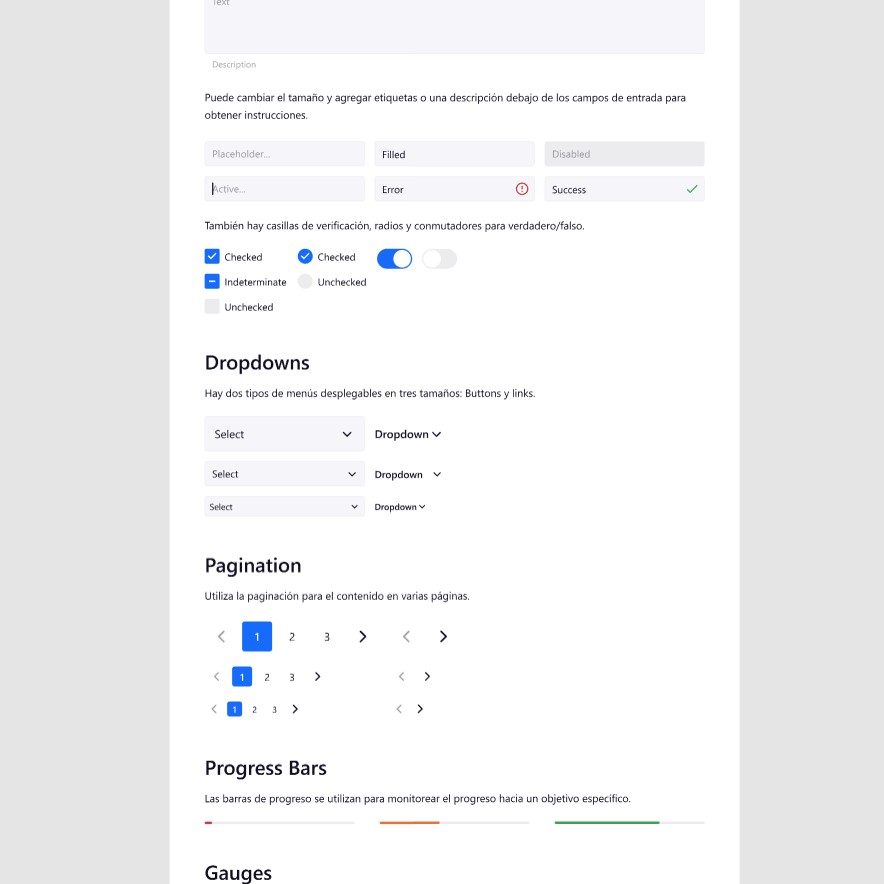 Text
Description
Puede cambiar el tamaño y agregar etiquetas o una descripción debajo de los campos de entrada para
obtener instrucciones.
Placeholder...
Filled
Disabled
Active...
Error
Success
También hay casillas de verificación, radios y conmutadores para verdadero/falso.
Checked
Checked
Indeterminate
Unchecked
Unchecked
Dropdowns
Hay dos tipos de menús desplegables en tres tamaños: Buttons y links.
Select
Dropdown
Select
Dropdown
Select
Dropdown
Pagination
Utiliza la paginación para el contenido en varias páginas.
1 2 3
1 2 3
1 2 3
Progress Bars
Las barras de progreso se utilizan para monitorear el progreso hacia un objetivo específico.
Gauges